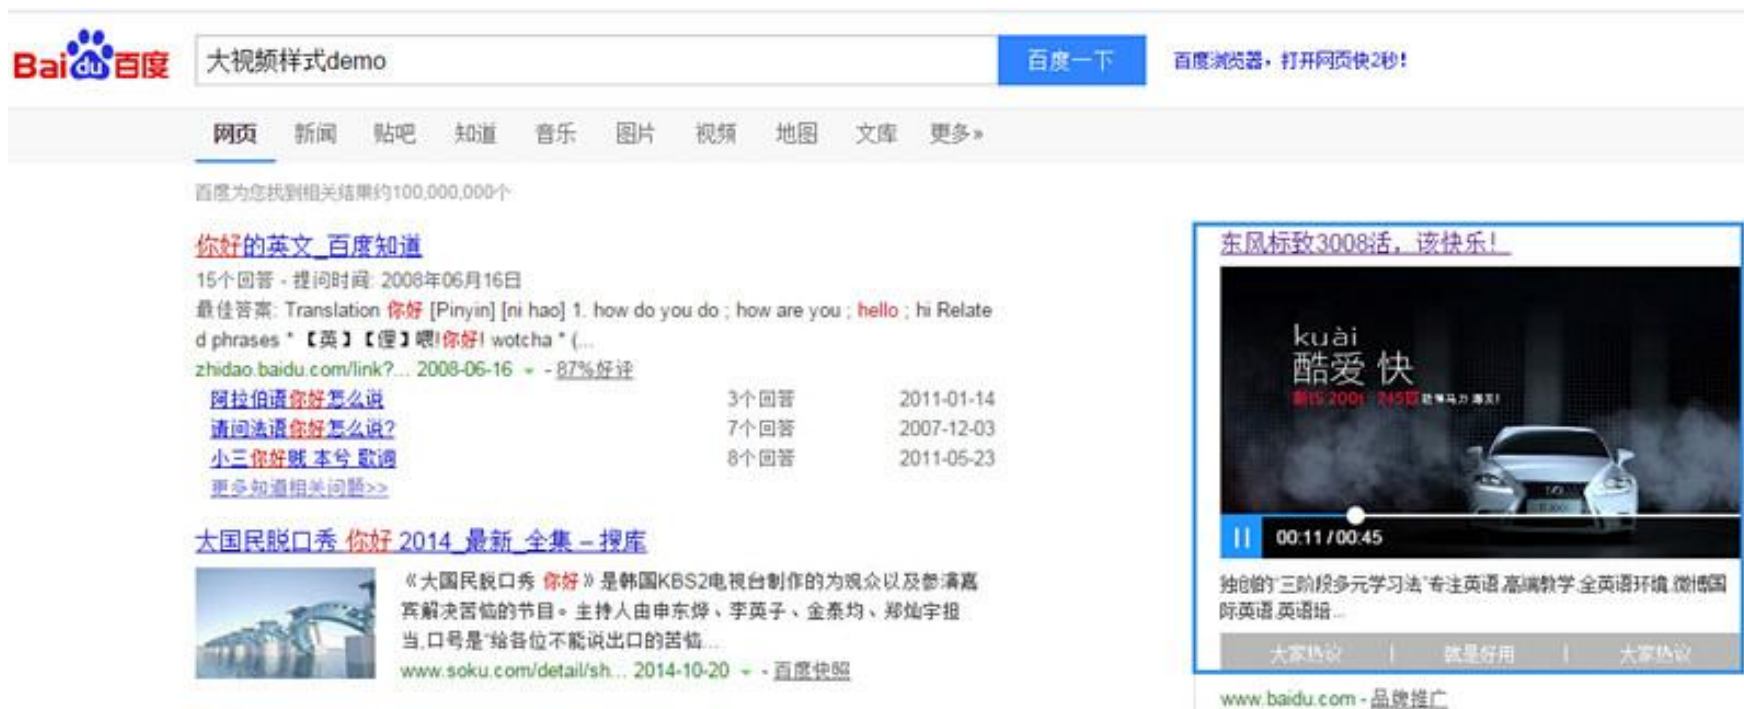 Bai du 百度
大视频样式demo
百度一下
百度浏览器，打开网页快2秒！
网页 新闻 贴吧 知道 音乐 图片 视频 地图 文库 更多»
百度为您找到相关结果约100,000,000个
你好的英文_百度知道
15个回答 - 提问时间: 2008年06月16日
最佳答案: Translation 你好 [Pinyin] [ni hao] 1. how do you do ; how are you ; hello ; hi Relate
d phrases * 【英】【俚】喂!你好! wotcha * (...
zhidao.baidu.com/link?... 2008-06-16 - 87%好评
阿拉伯语你好怎么说 3个回答 2011-01-14
请问法语你好怎么说? 7个回答 2007-12-03
小三你好贱 本兮 歌词 8个回答 2011-05-23
更多知道相关问题>>
大国民脱口秀 你好 2014_最新_全集 – 搜库
《大国民脱口秀 你好》是韩国KBS2电视台制作的为观众以及参演嘉
宾解决苦恼的节目。主持人由申东烨、李英子、金泰均、郑灿宇担
当,口号是“给各位不能说出口的苦恼...
www.soku.com/detail/sh... 2014-10-20 - 百度快照
东风标致3008活，该快乐！
kuài
酷爱 快
新IS 200t 245匹
00:11 / 00:45
独创的“三阶段多元学习法”专注英语,高端教学,全英语环境,微博国
际英语,英语培...
大家热议 | 就是好用 | 大家热议
www.baidu.com - 品牌推广